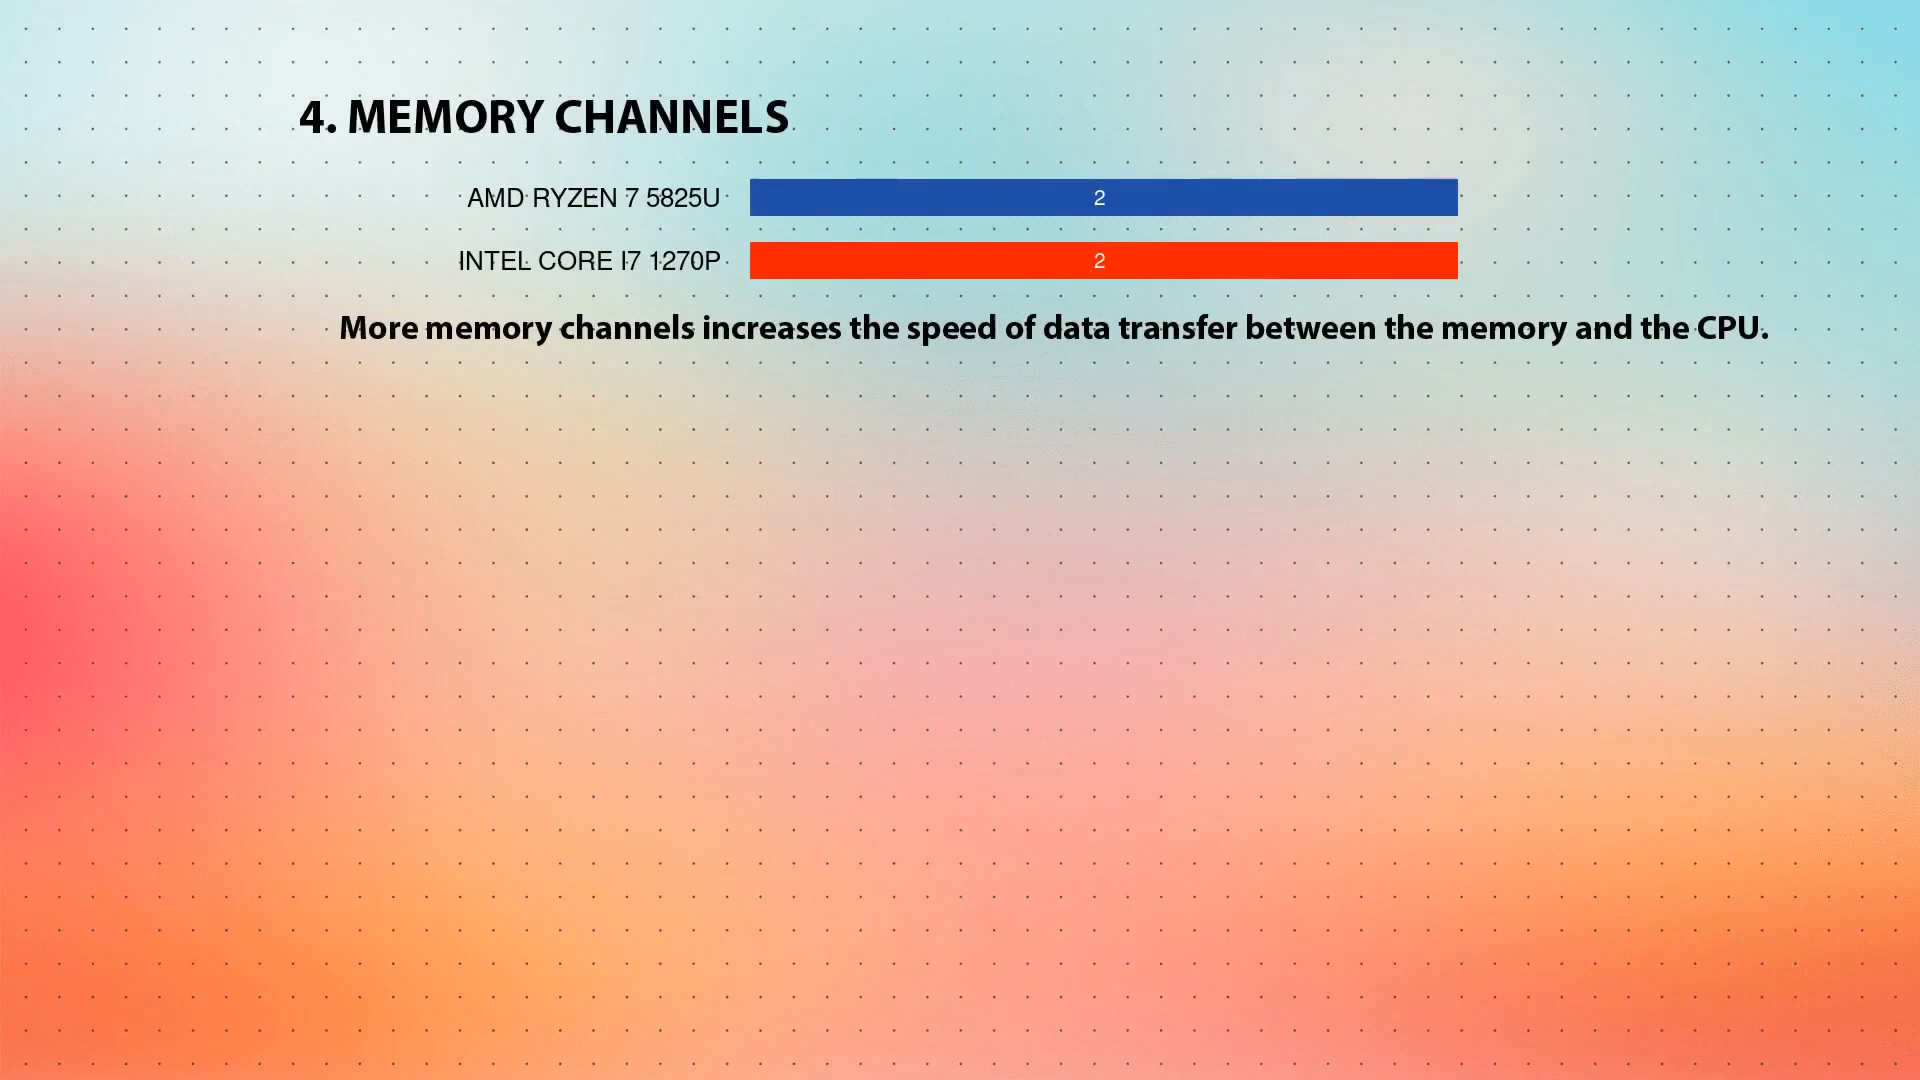 4. MEMORY CHANNELS
AMD RYZEN 7 5825U 2
INTEL CORE I7 1270P 2
More memory channels increases the speed of data transfer between the memory and the CPU.